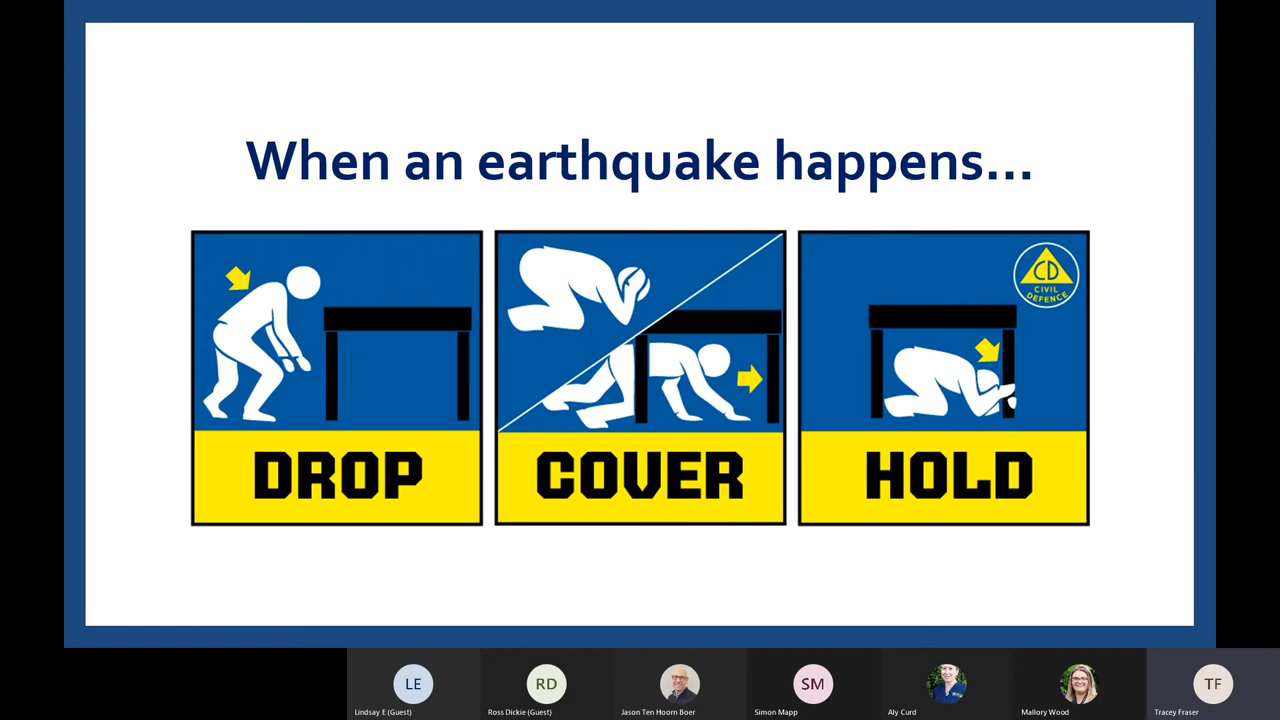 When an earthquake happens...
DROP
COVER
HOLD
CD
CIVIL
DEFENCE
LE
RD
SM
TF
Lindsay E (Guest)
Ross Dickie (Guest)
Jason Ten Hoorn Boer
Simon Mapp
Aly Curd
Mallory Wood
Tracey Fraser